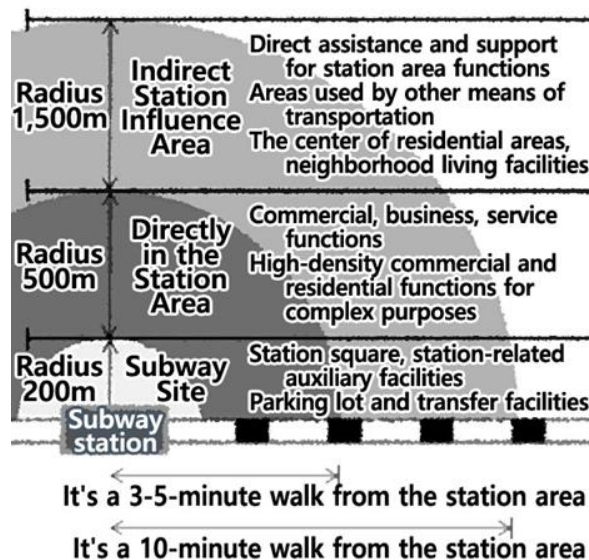 Radius
1,500m
Indirect
Station
Influence
Area
Direct assistance and support
for station area functions
Areas used by other means of
transportation
The center of residential areas,
neighborhood living facilities
Radius
500m
Directly
in the
Station
Area
Commercial, business, service
functions
High-density commercial and
residential functions for
complex purposes
Radius
200m
Subway
Site
Station square, station-related
auxiliary facilities
Parking lot and transfer facilities
Subway
station
It's a 3-5-minute walk from the station area
It's a 10-minute walk from the station area